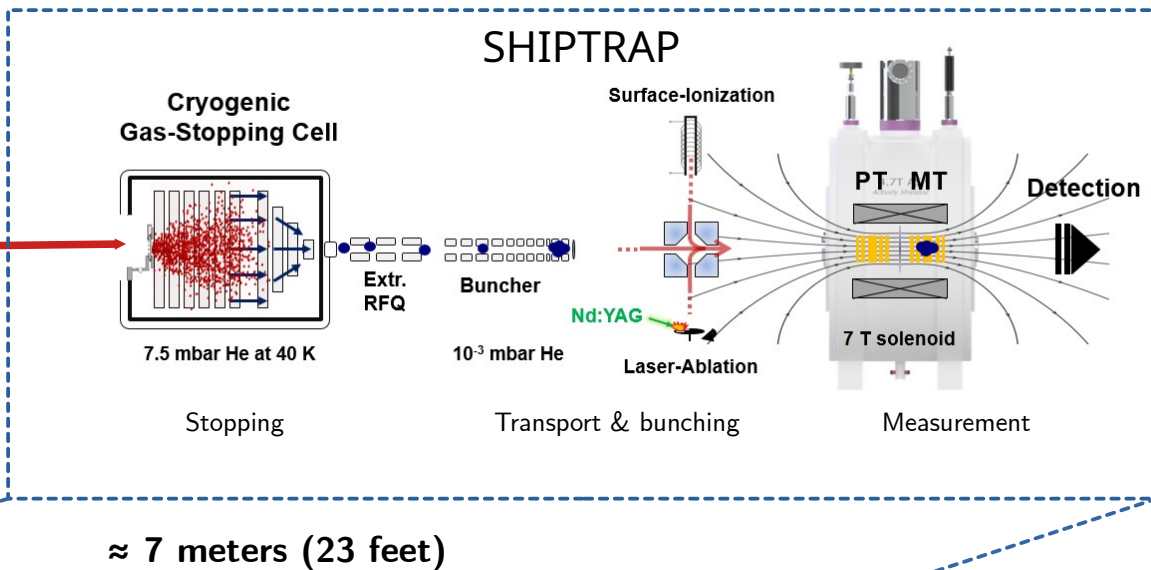 SHIPTRAP
Cryogenic
Gas-Stopping Cell
Surface-Ionization
PT MT
Detection
Extr.
RFQ
Buncher
Nd:YAG
7.5 mbar He at 40 K
10⁻³ mbar He
Laser-Ablation
7 T solenoid
Stopping
Transport & bunching
Measurement
≈ 7 meters (23 feet)